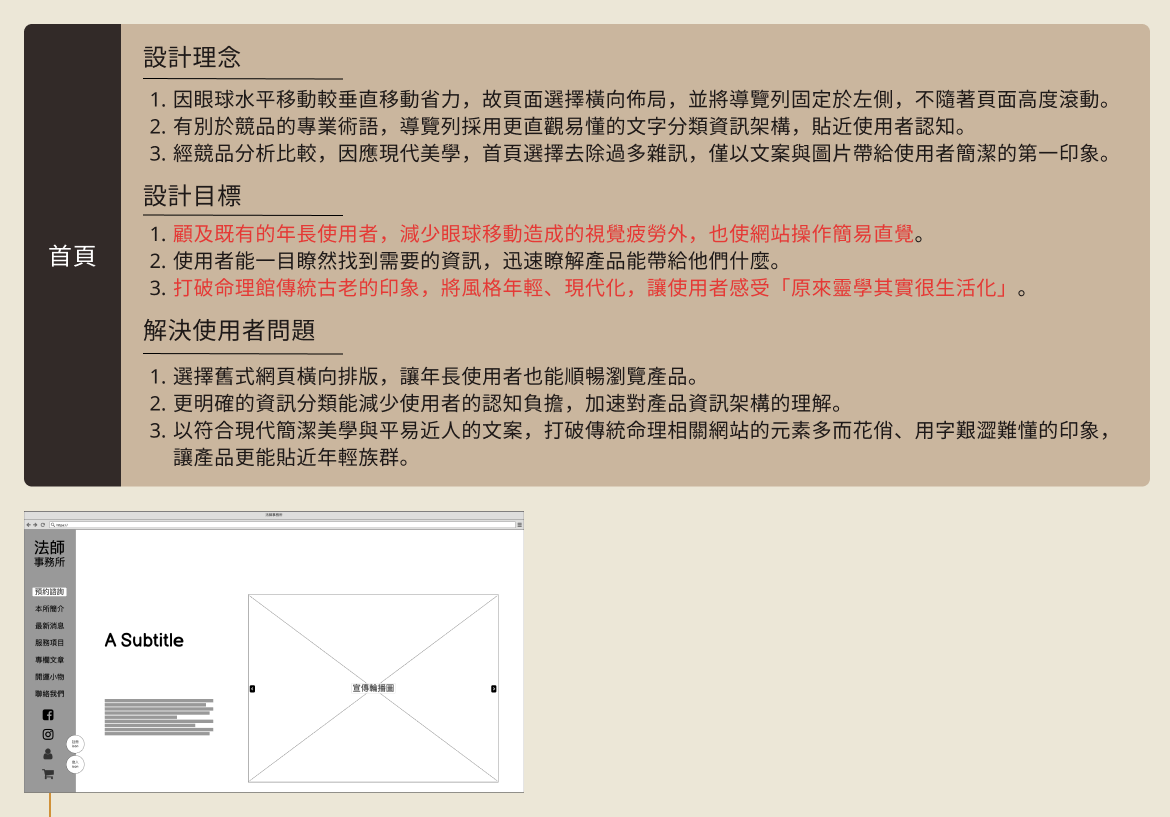 首頁
設計理念
1. 因眼球水平移動較垂直移動省力，故頁面選擇橫向佈局，並將導覽列固定於左側，不隨著頁面高度滾動。
2. 有別於競品的專業術語，導覽列採用更直觀易懂的文字分類資訊架構，貼近使用者認知。
3. 經競品分析比較，因應現代美學，首頁選擇去除過多雜訊，僅以文案與圖片帶給使用者簡潔的第一印象。
設計目標
1. 顧及既有的年長使用者，減少眼球移動造成的視覺疲勞外，也使網站操作簡易直覺。
2. 使用者能一目瞭然找到需要的資訊，迅速瞭解產品能帶給他們什麼。
3. 打破命理館傳統古老的印象，將風格年輕、現代化，讓使用者感受「原來靈學其實很生活化」。
解決使用者問題
1. 選擇舊式網頁橫向排版，讓年長使用者也能順暢瀏覽產品。
2. 更明確的資訊分類能減少使用者的認知負擔，加速對產品資訊架構的理解。
3. 以符合現代簡潔美學與平易近人的文案，打破傳統命理相關網站的元素多而花俏、用字艱澀難懂的印象，
讓產品更能貼近年輕族群。
法師事務所
https://
法師
事務所
預約諮詢
本所簡介
最新消息
服務項目
專欄文章
開運小物
聯絡我們
A Subtitle
宣傳輪播圖
icon
icon